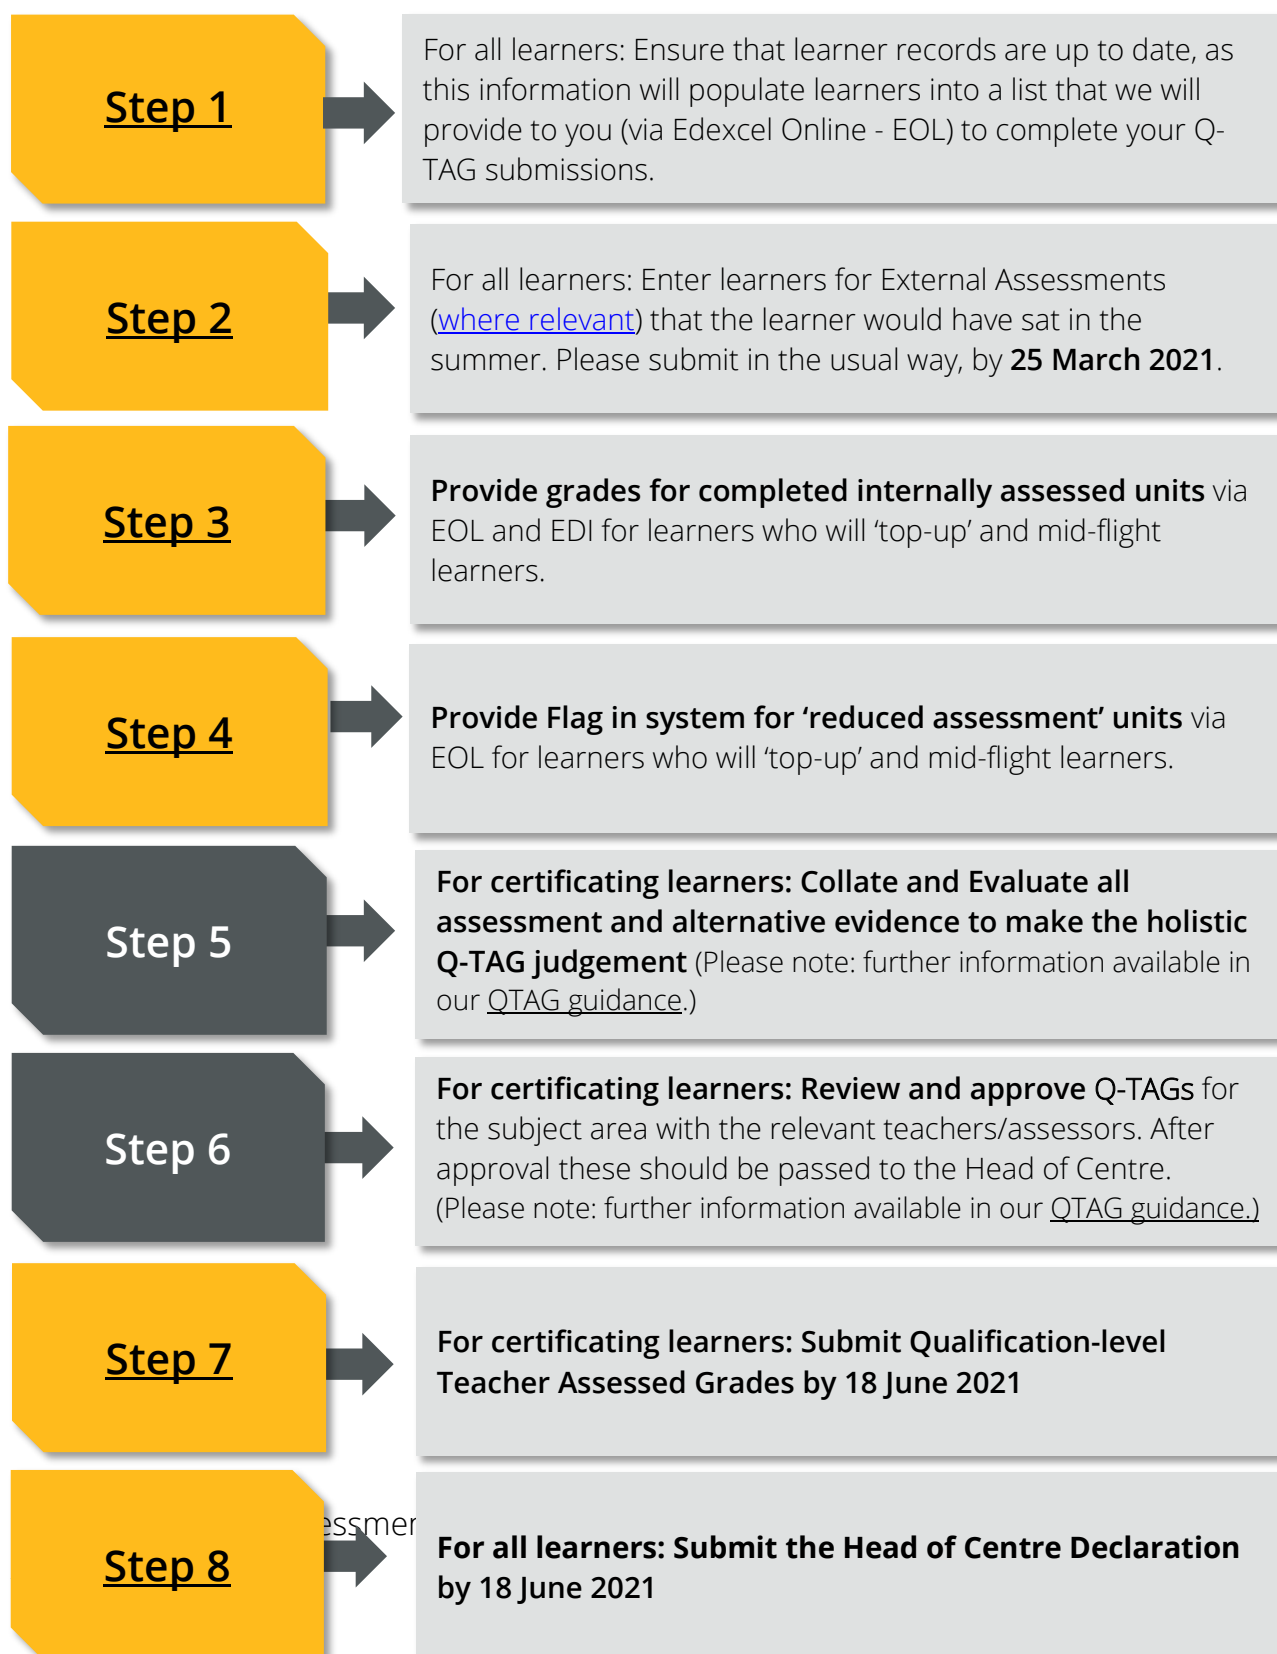 Step 1
For all learners: Ensure that learner records are up to date, as
this information will populate learners into a list that we will
provide to you (via Edexcel Online - EOL) to complete your Q-
TAG submissions.
Step 2
For all learners: Enter learners for External Assessments
(where relevant) that the learner would have sat in the
summer. Please submit in the usual way, by 25 March 2021.
Step 3
Provide grades for completed internally assessed units via
EOL and EDI for learners who will ‘top-up’ and mid-flight
learners.
Step 4
Provide Flag in system for ‘reduced assessment’ units via
EOL for learners who will ‘top-up’ and mid-flight learners.
Step 5
For certificating learners: Collate and Evaluate all
assessment and alternative evidence to make the holistic
Q-TAG judgement (Please note: further information available in
our QTAG guidance.)
Step 6
For certificating learners: Review and approve Q-TAGs for
the subject area with the relevant teachers/assessors. After
approval these should be passed to the Head of Centre.
(Please note: further information available in our QTAG guidance.)
Step 7
For certificating learners: Submit Qualification-level
Teacher Assessed Grades by 18 June 2021
Step 8
For all learners: Submit the Head of Centre Declaration
by 18 June 2021